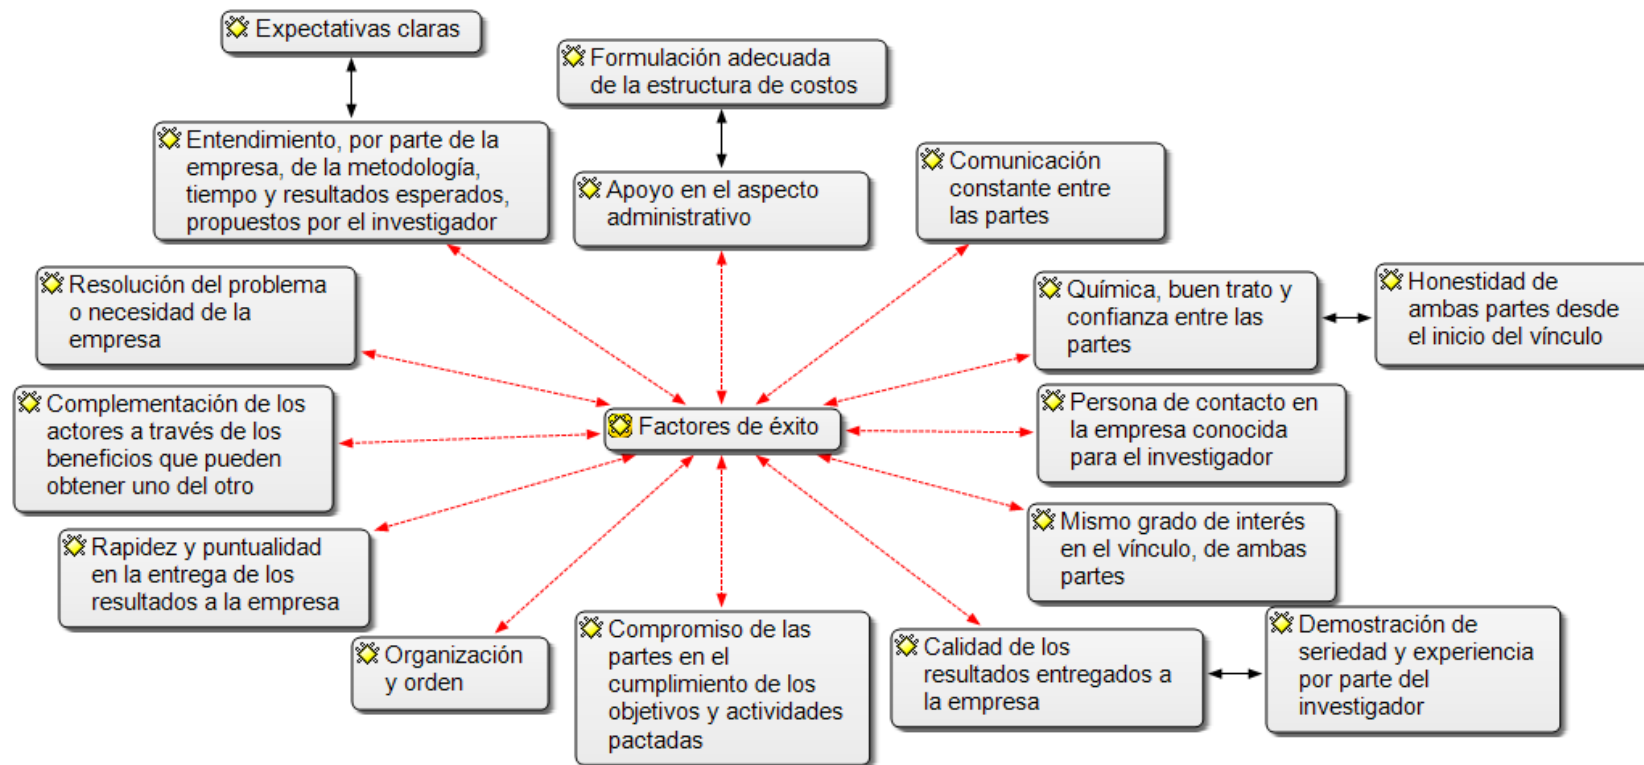 Expectativas claras
Formulación adecuada
de la estructura de costos
Entendimiento, por parte de la
empresa, de la metodología,
tiempo y resultados esperados,
propuestos por el investigador
Apoyo en el aspecto
administrativo
Comunicación
constante entre
las partes
Resolución del problema
o necesidad de la
empresa
Química, buen trato y
confianza entre las
partes
Honestidad de
ambas partes desde
el inicio del vínculo
Complementación de los
actores a través de los
beneficios que pueden
obtener uno del otro
Factores de éxito
Persona de contacto en
la empresa conocida
para el investigador
Rapidez y puntualidad
en la entrega de los
resultados a la empresa
Mismo grado de interés
en el vínculo, de ambas
partes
Organización
y orden
Compromiso de las
partes en el
cumplimiento de los
objetivos y actividades
pactadas
Calidad de los
resultados entregados a
la empresa
Demostración de
seriedad y experiencia
por parte del
investigador